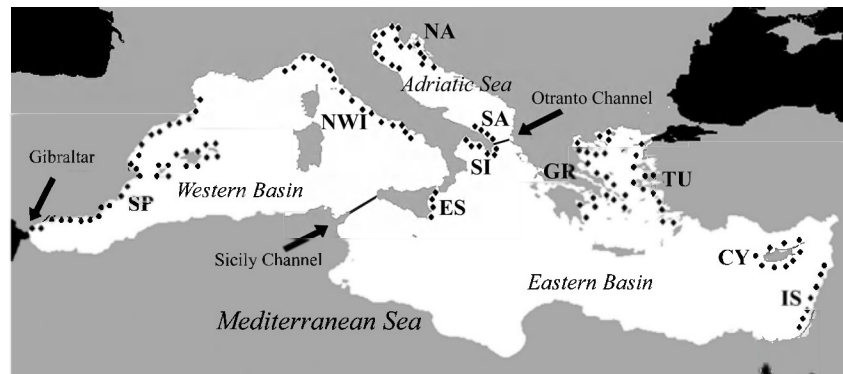 NA
Adriatic Sea
Otranto Channel
SA
NWI
Gibraltar
SI
GR
TU
Western Basin
SP
ES
Sicily Channel
CY
Eastern Basin
IS
Mediterranean Sea